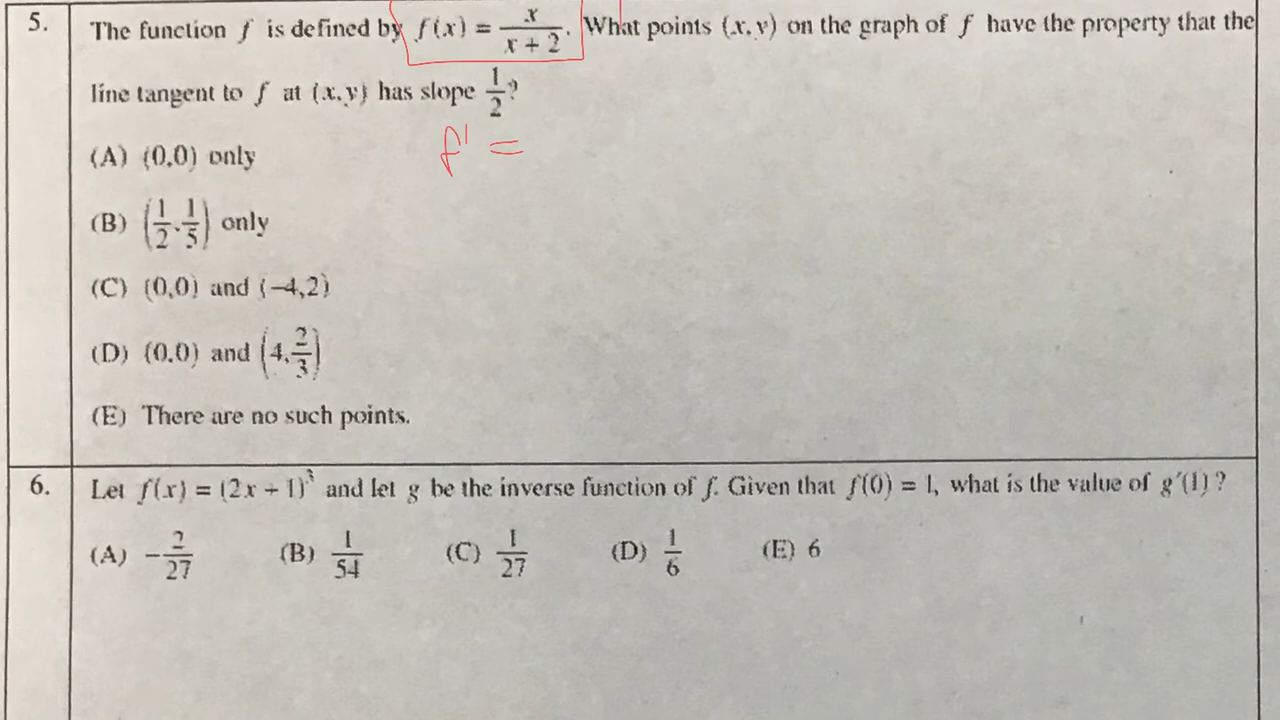 5. The function f is defined by f(x) = x/(x + 2). What points (x, y) on the graph of f have the property that the
line tangent to f at (x, y) has slope 1/2?
f' =
(A) (0,0) only
(B) (1/2, 1/5) only
(C) (0,0) and (−4,2)
(D) (0,0) and (4, 2/3)
(E) There are no such points.
6. Let f(x) = (2x + 1)³ and let g be the inverse function of f. Given that f(0) = 1, what is the value of g′(1) ?
(A) −2/27 (B) 1/54 (C) 1/27 (D) 1/6 (E) 6